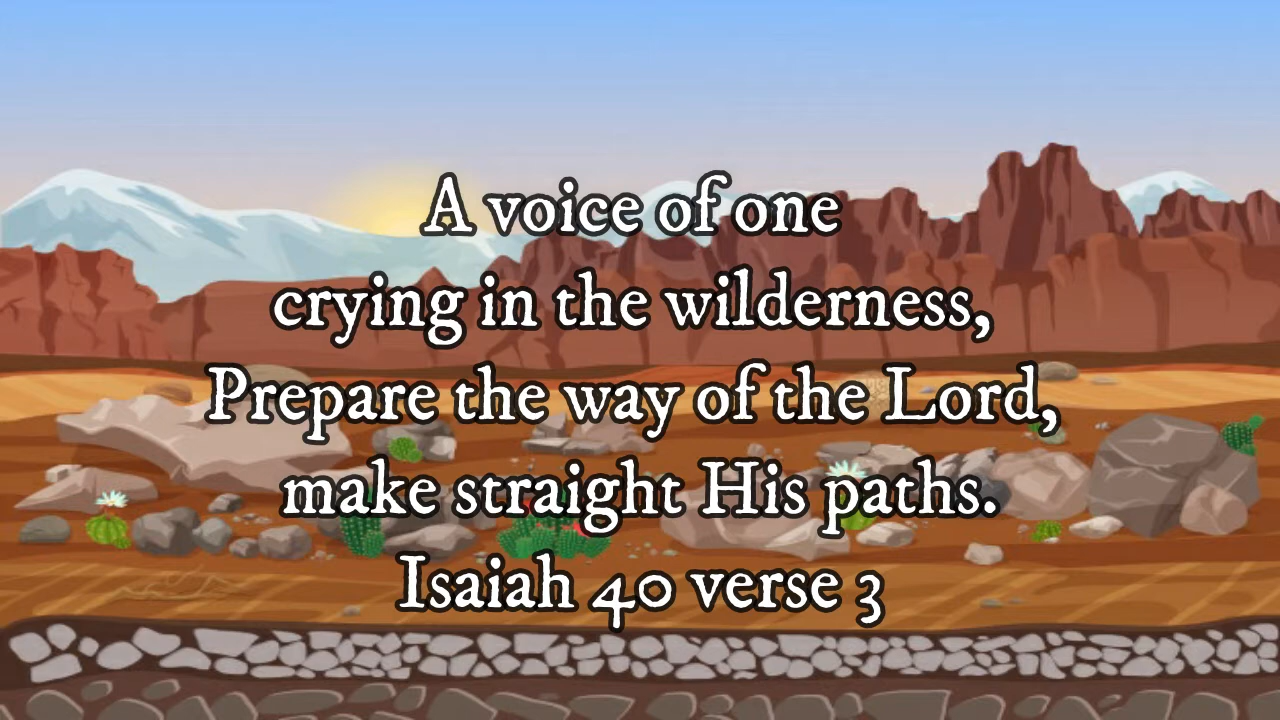 A voice of one
crying in the wilderness,
Prepare the way of the Lord,
make straight His paths.
Isaiah 40 verse 3